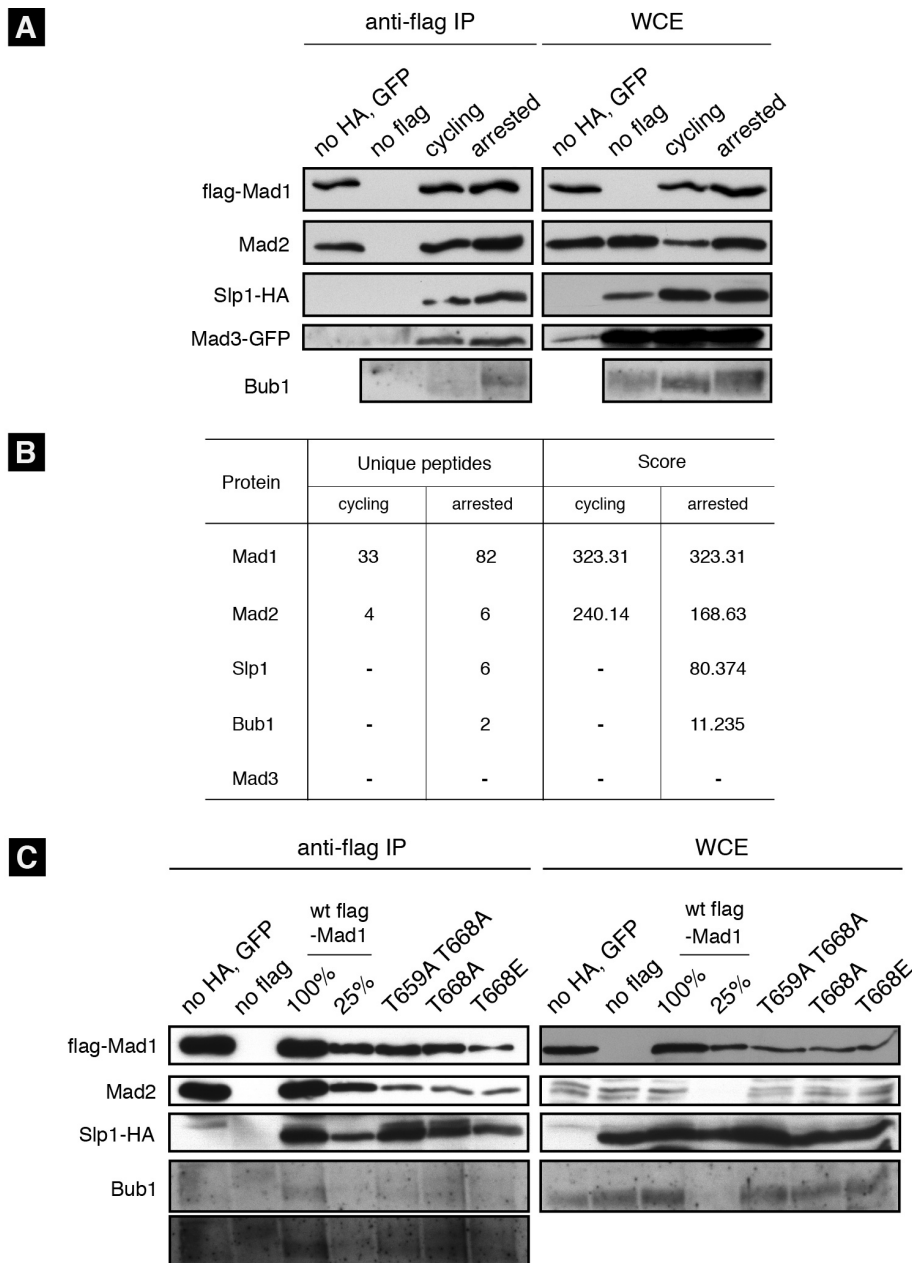 A
anti-flag IP
WCE
no HA, GFP
no flag
cycling
arrested
no HA, GFP
no flag
cycling
arrested
flag-Mad1
Mad2
Slp1-HA
Mad3-GFP
Bub1
B
Protein
Unique peptides
Score
cycling
arrested
cycling
arrested
Mad1 33 82 323.31 323.31
Mad2 4 6 240.14 168.63
Slp1 - 6 - 80.374
Bub1 - 2 - 11.235
Mad3 - - - -
C
anti-flag IP
WCE
no HA, GFP
no flag
wt flag
-Mad1
100%
25%
T659A T668A
T668A
T668E
no HA, GFP
no flag
wt flag
-Mad1
100%
25%
T659A T668A
T668A
T668E
flag-Mad1
Mad2
Slp1-HA
Bub1